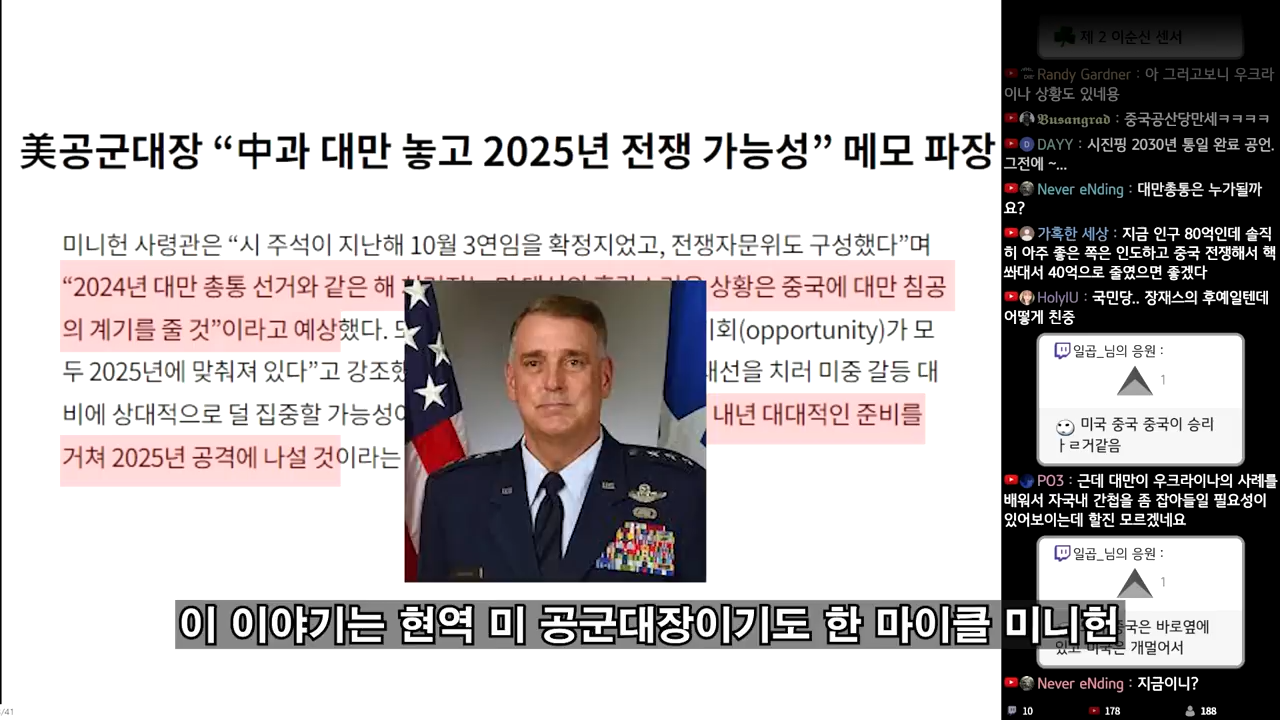 美공군대장 “中과 대만 놓고 2025년 전쟁 가능성” 메모 파장
미니헌 사령관은 “시 주석이 지난해 10월 3연임을 확정지었고, 전쟁자문위도 구성했다”며
“2024년 대만 총통 선거와 같은 해 상황은 중국에 대만 침공
의 계기를 줄 것”이라고 예상했다. 회(opportunity)가 모
두 2025년에 맞춰져 있다”고 강조했 대선을 치러 미중 갈등 대
비에 상대적으로 덜 집중할 가능성이 내년 대대적인 준비를
거쳐 2025년 공격에 나설 것이라는
이 이야기는 현역 미 공군대장이기도 한 마이클 미니헌
/41
제 2 이순신 센서
Randy Gardner : 아 그러고보니 우크라
이나 상황도 있네용
Busangrad : 중국공산당만세ㅋㅋㅋㅋ
DAYY : 시진핑 2030년 통일 완료 공언.
그전에 ~...
Never eNding : 대만총통은 누가될까
요?
가혹한 세상 : 지금 인구 80억인데 솔직
히 아주 좋은 쪽은 인도하고 중국 전쟁해서 핵
쏴대서 40억으로 줄였으면 좋겠다
HolyIU : 국민당.. 장재스의 후예일텐데
어떻게 친중
일곱_님의 응원 :
1
미국 중국 중국이 승리
ㅏㄹ거같음
PO3 : 근데 대만이 우크라이나의 사례를
배워서 자국내 간첩을 좀 잡아들일 필요성이
있어보이는데 할진 모르겠네요
일곱_님의 응원 :
1
중국은 바로옆에
있고 미국은 개멀어서
Never eNding : 지금이니?
10 178 188